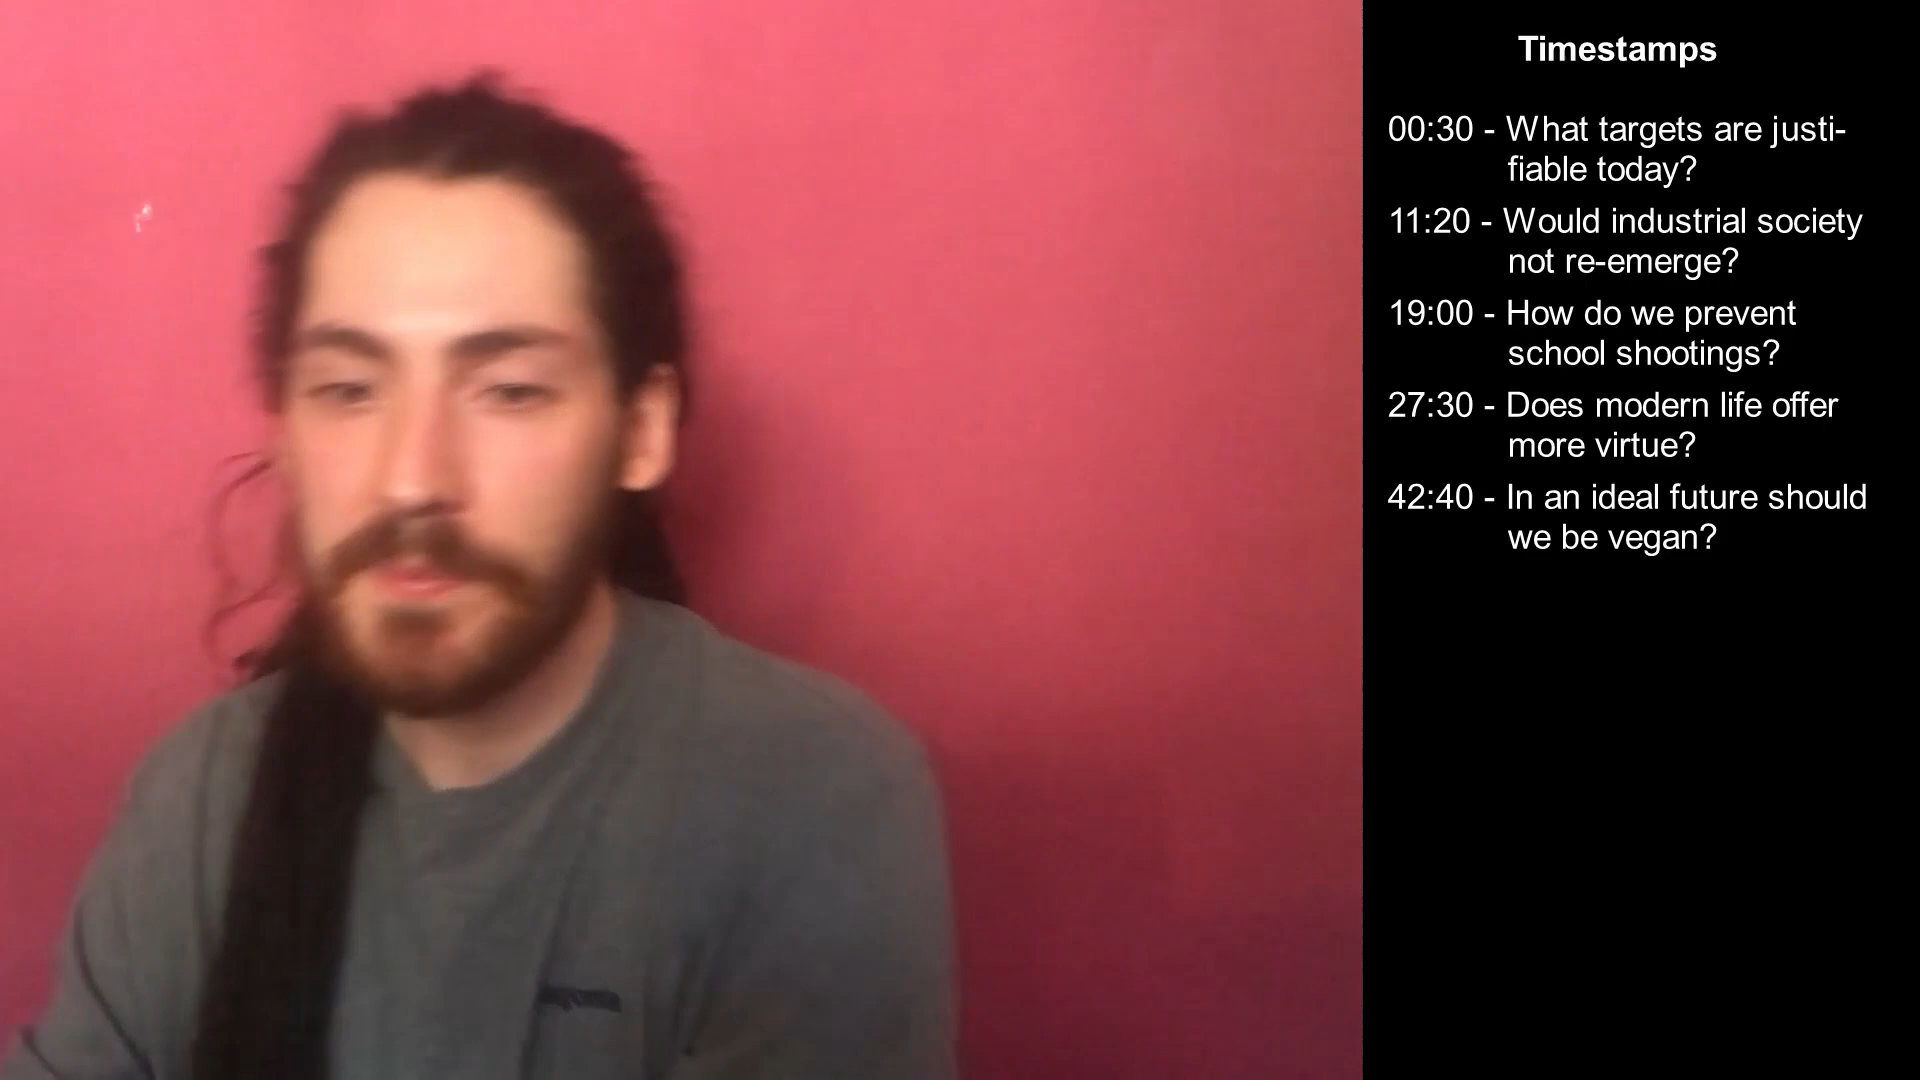 Timestamps
00:30 - What targets are justi-
fiable today?
11:20 - Would industrial society
not re-emerge?
19:00 - How do we prevent
school shootings?
27:30 - Does modern life offer
more virtue?
42:40 - In an ideal future should
we be vegan?